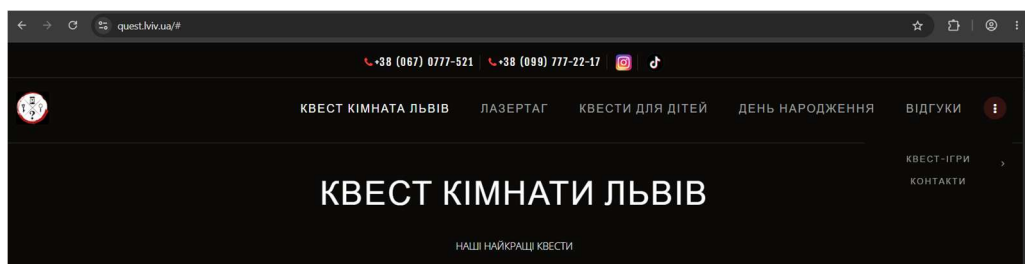 quest.lviv.ua/#
+38 (067) 0777-521 +38 (099) 777-22-17
КВЕСТ КІМНАТА ЛЬВІВ ЛАЗЕРТАГ КВЕСТИ ДЛЯ ДІТЕЙ ДЕНЬ НАРОДЖЕННЯ ВІДГУКИ
КВЕСТ-ІГРИ
КОНТАКТИ
КВЕСТ КІМНАТИ ЛЬВІВ
НАШІ НАЙКРАЩІ КВЕСТИ